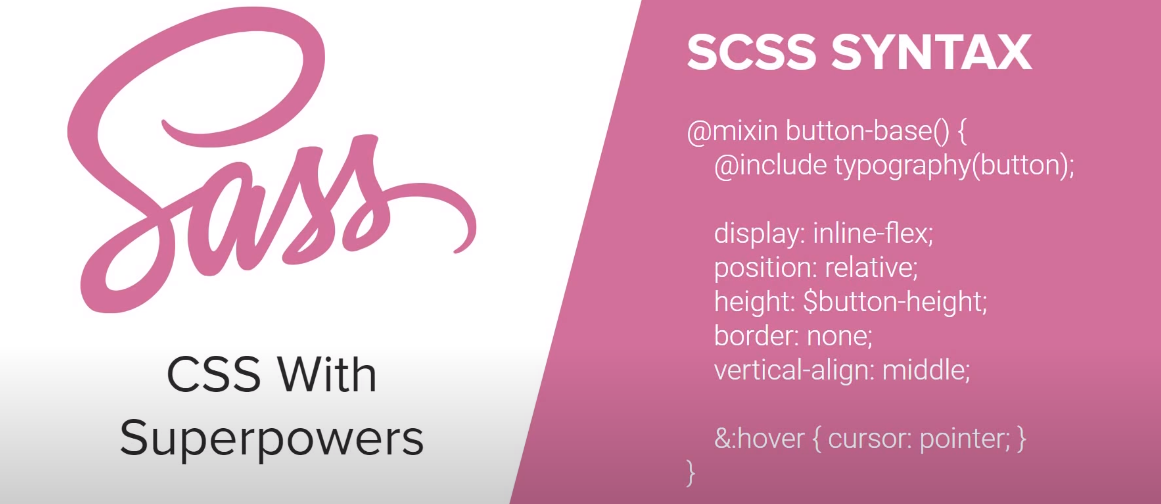 Sass
CSS With
Superpowers
SCSS SYNTAX
@mixin button-base() {
@include typography(button);
display: inline-flex;
position: relative;
height: $button-height;
border: none;
vertical-align: middle;
&:hover { cursor: pointer; }
}